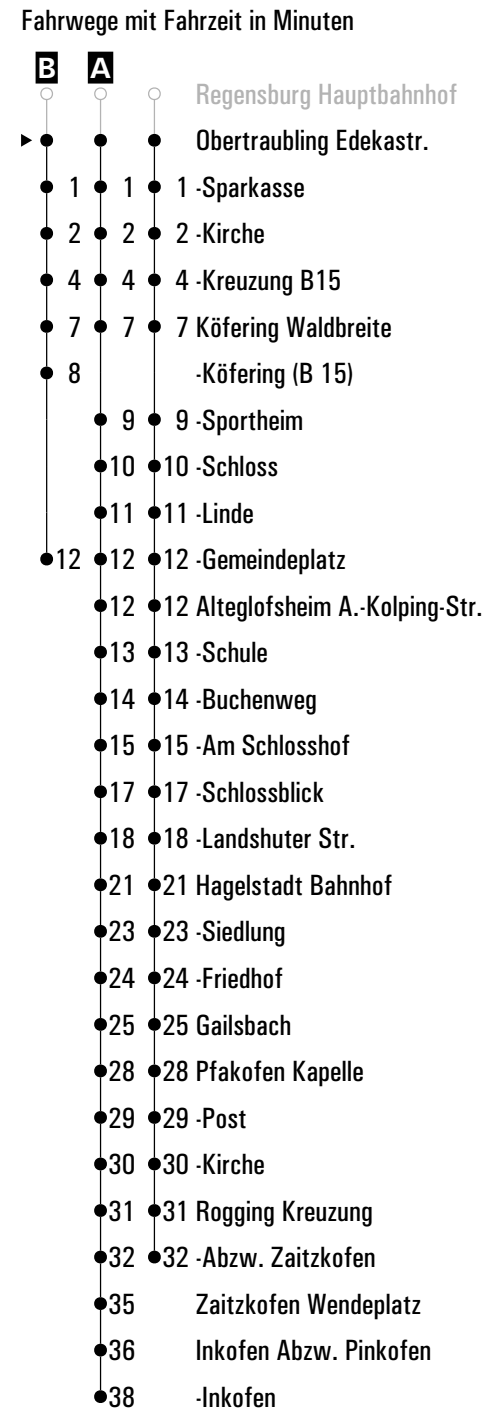 Fahrwege mit Fahrzeit in Minuten
B A
Regensburg Hauptbahnhof
Obertraubling Edekastr.
1 1 1 -Sparkasse
2 2 2 -Kirche
4 4 4 -Kreuzung B15
7 7 7 Köfering Waldbreite
8 -Köfering (B 15)
9 9 -Sportheim
10 10 -Schloss
11 11 -Linde
12 12 12 -Gemeindeplatz
12 12 Alteglofsheim A.-Kolping-Str.
13 13 -Schule
14 14 -Buchenweg
15 15 -Am Schlosshof
17 17 -Schlossblick
18 18 -Landshuter Str.
21 21 Hagelstadt Bahnhof
23 23 -Siedlung
24 24 -Friedhof
25 25 Gailsbach
28 28 Pfakofen Kapelle
29 29 -Post
30 30 -Kirche
31 31 Rogging Kreuzung
32 32 -Abzw. Zaitzkofen
35 Zaitzkofen Wendeplatz
36 Inkofen Abzw. Pinkofen
38 -Inkofen